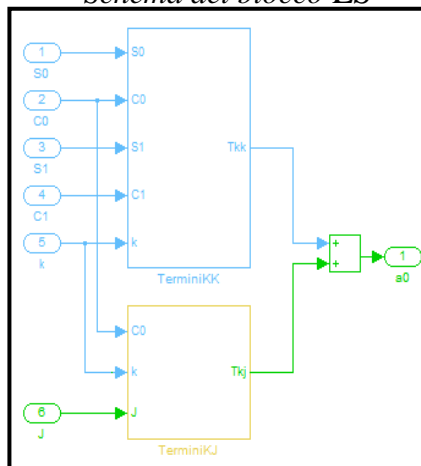 schema del blocco ES
1
S0
S0
2
C0
C0
3
S1
S1
4
C1
C1
5
k
k
Tkk
TerminiKK
+
+
1
a0
C0
k
6
J
J
Tkj
TerminiKJ